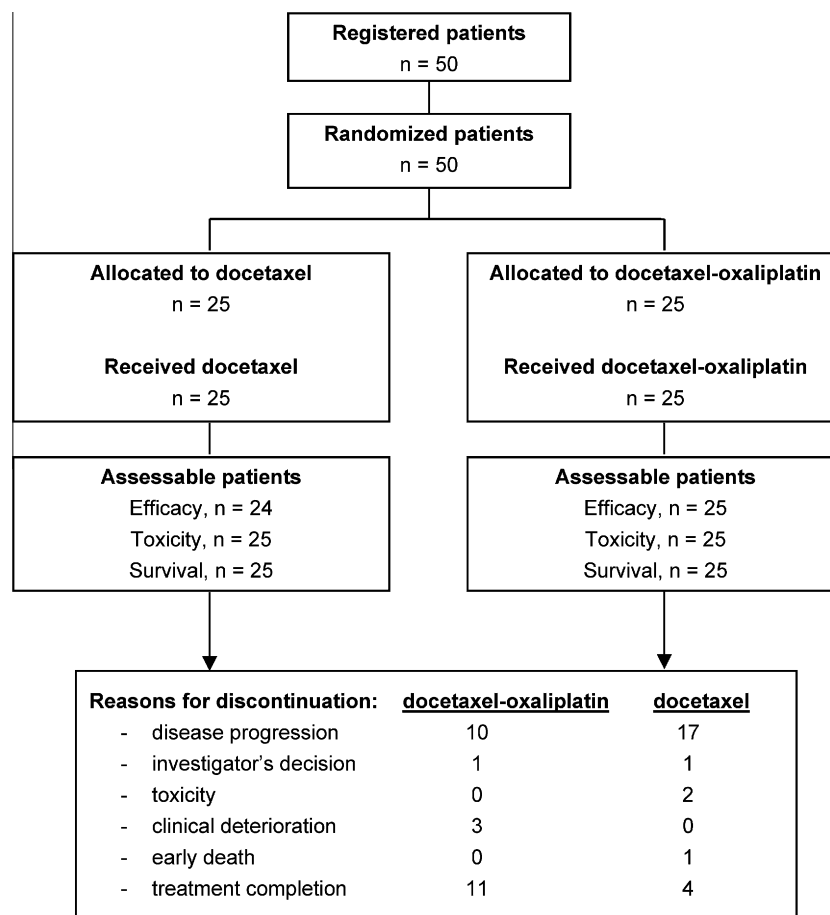 Registered patients
n = 50
Randomized patients
n = 50
Allocated to docetaxel
n = 25
Received docetaxel
n = 25
Allocated to docetaxel-oxaliplatin
n = 25
Received docetaxel-oxaliplatin
n = 25
Assessable patients
Efficacy, n = 24
Toxicity, n = 25
Survival, n = 25
Assessable patients
Efficacy, n = 25
Toxicity, n = 25
Survival, n = 25
Reasons for discontinuation: docetaxel-oxaliplatin docetaxel
- disease progression 10 17
- investigator's decision 1 1
- toxicity 0 2
- clinical deterioration 3 0
- early death 0 1
- treatment completion 11 4